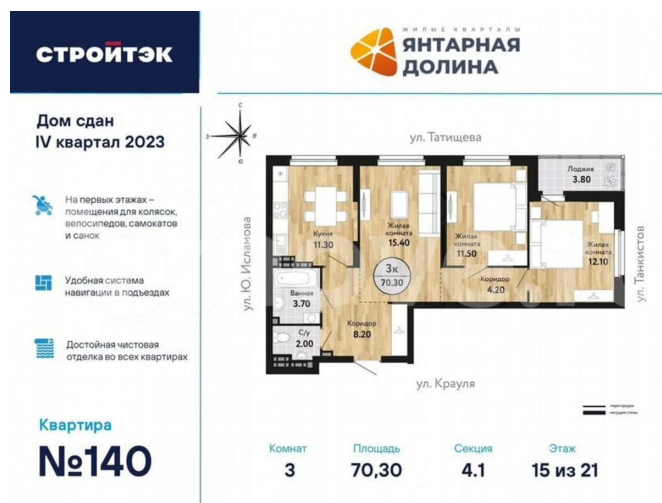 СТРОЙТЭК
ЖИЛЫЕ КВАРТАЛЫ
ЯНТАРНАЯ
ДОЛИНА
Дом сдан
IV квартал 2023
На первых этажах –
помещения для колясок,
велосипедов, самокатов
и санок
Удобная система
навигации в подъездах
Достойная чистовая
отделка во всех квартирах
Квартира
№140
С
З
В
Ю
ул. Татищева
ул. Ю. Исламова
ул. Танкистов
ул. Крауля
Лоджия
3.80
Кухня
11.30
Жилая
комната
15.40
Жилая
комната
11.50
Жилая
комната
12.10
3к
70.30
Коридор
4.20
Ванная
3.70
С/у
2.00
Коридор
8.20
перегородки
несущие стены
Комнат
3
Площадь
70,30
Секция
4.1
Этаж
15 из 21